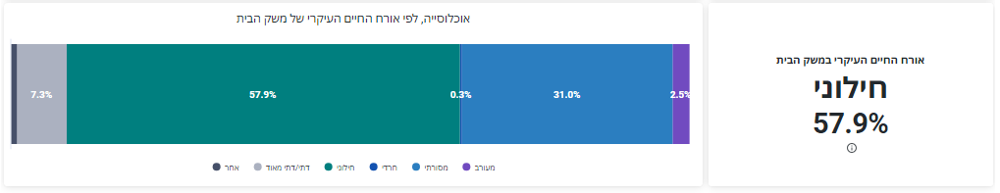 אוכלוסייה, לפי אורח החיים העיקרי של משק הבית
7.3%
57.9%
0.3%
31.0%
2.5%
מעורב
מסורתי
חרדי
חילוני
דתי/דתי מאוד
אחר
אורח החיים העיקרי במשק הבית
חילוני
57.9%